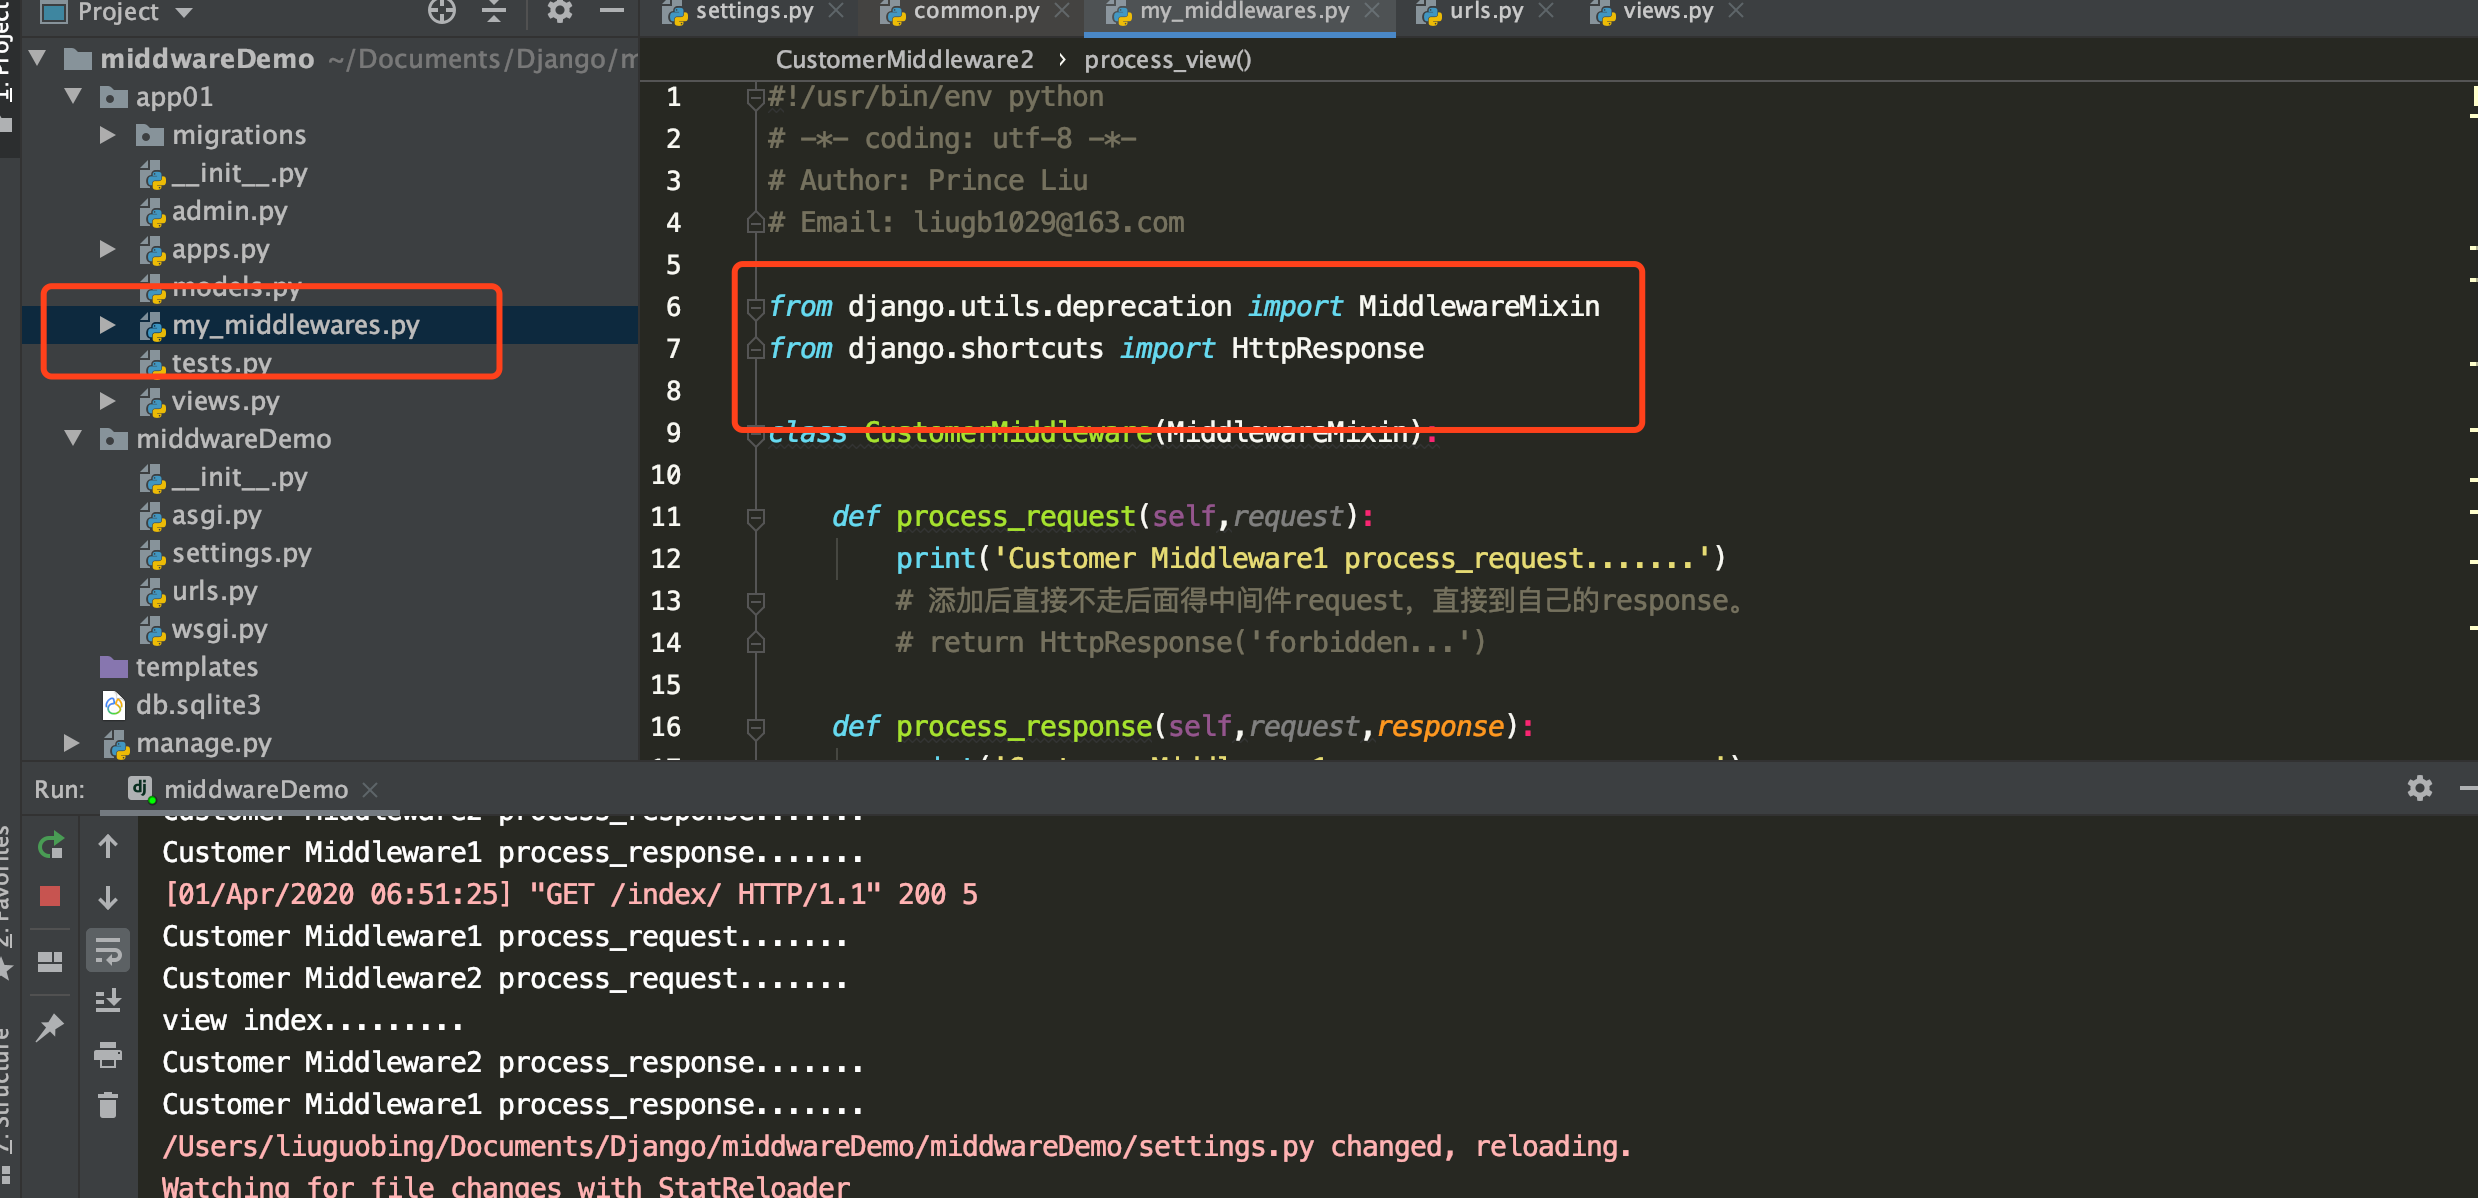 1: Project
Project
settings.py
common.py
my_middlewares.py
urls.py
views.py
middwareDemo ~/Documents/Django/m
app01
migrations
__init__.py
admin.py
apps.py
models.py
my_middlewares.py
tests.py
views.py
middwareDemo
__init__.py
asgi.py
settings.py
urls.py
wsgi.py
templates
db.sqlite3
manage.py
CustomerMiddleware2 › process_view()
1 #!/usr/bin/env python
2 # -*- coding: utf-8 -*-
3 # Author: Prince Liu
4 # Email: liugb1029@163.com
5
6 from django.utils.deprecation import MiddlewareMixin
7 from django.shortcuts import HttpResponse
8
9 class CustomerMiddleware(MiddlewareMixin):
10
11 def process_request(self,request):
12 print('Customer Middleware1 process_request.......')
13 # 添加后直接不走后面得中间件request, 直接到自己的response。
14 # return HttpResponse('forbidden...')
15
16 def process_response(self,request,response):
Run: middwareDemo
Customer Middleware2 process_response.......
Customer Middleware1 process_response.......
[01/Apr/2020 06:51:25] "GET /index/ HTTP/1.1" 200 5
Customer Middleware1 process_request.......
Customer Middleware2 process_request.......
view index.........
Customer Middleware2 process_response.......
Customer Middleware1 process_response.......
/Users/liuguobing/Documents/Django/middwareDemo/middwareDemo/settings.py changed, reloading.
Watching for file changes with StatReloader
2: Favorites
7: Structure